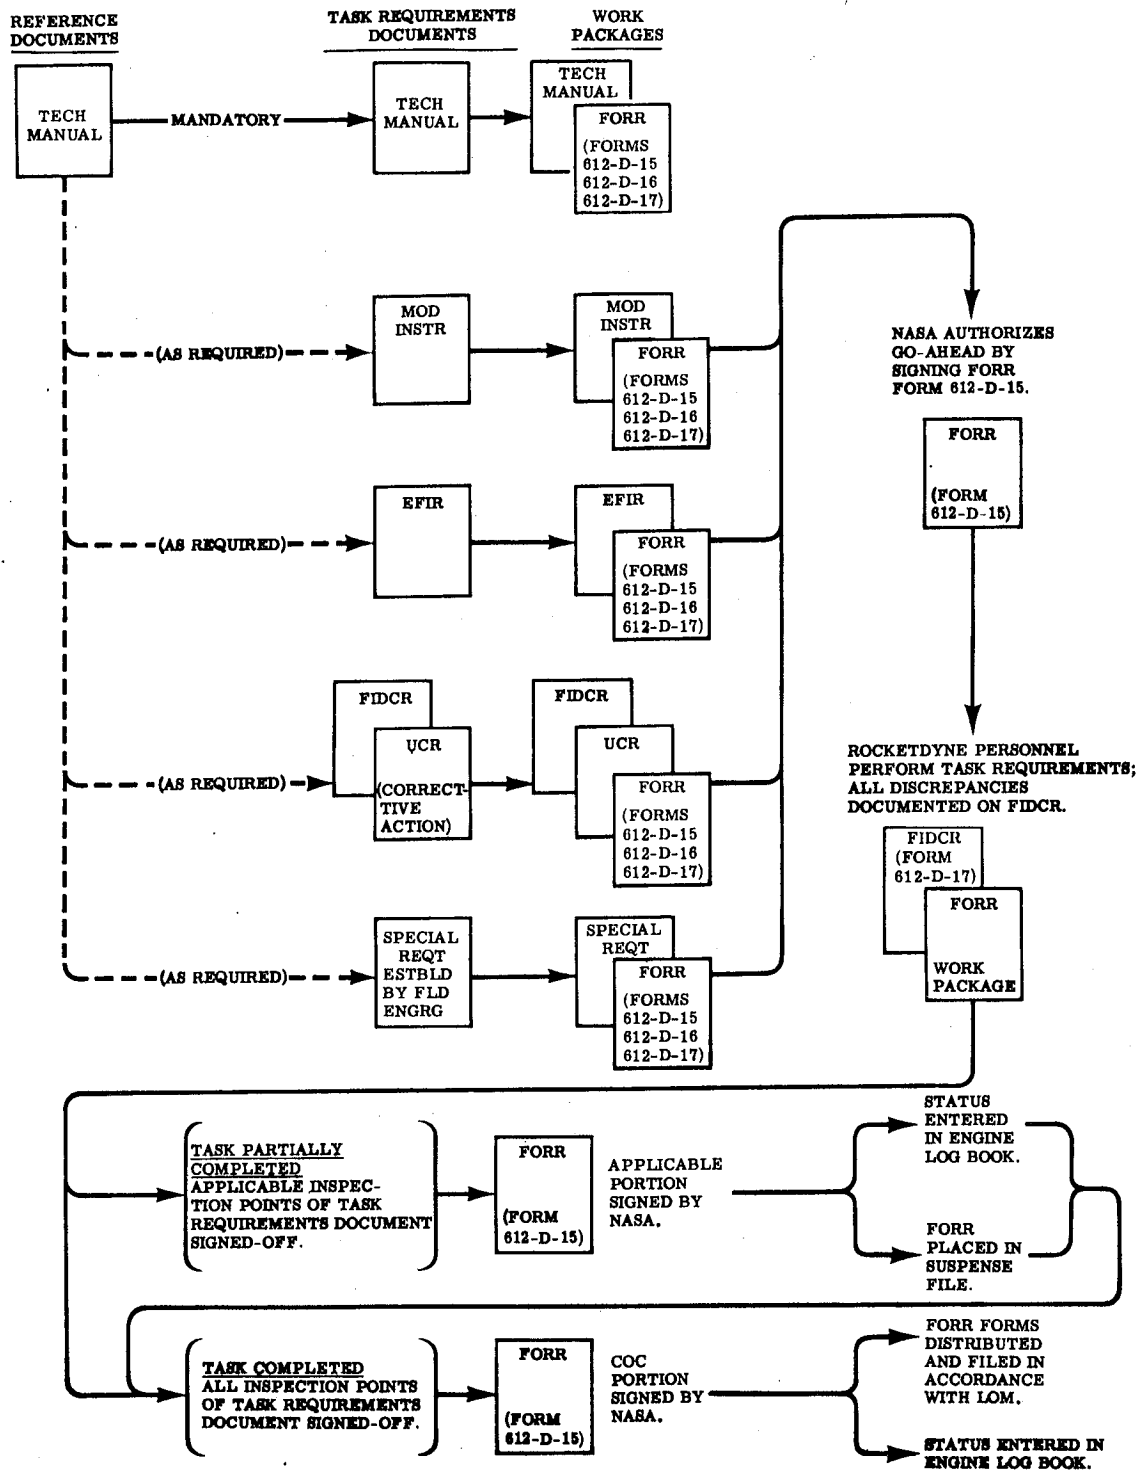 REFERENCE
DOCUMENTS
TASK REQUIREMENTS
DOCUMENTS
WORK
PACKAGES
TECH
MANUAL
MANDATORY
TECH
MANUAL
TECH
MANUAL
FORR
(FORMS
612-D-15
612-D-16
612-D-17)
(AS REQUIRED)
MOD
INSTR
MOD
INSTR
FORR
(FORMS
612-D-15
612-D-16
612-D-17)
NASA AUTHORIZES
GO-AHEAD BY
SIGNING FORR
FORM 612-D-15.
FORR
(FORM
612-D-15)
(AS REQUIRED)
EFIR
EFIR
FORR
(FORMS
612-D-15
612-D-16
612-D-17)
(AS REQUIRED)
FIDCR
UCR
(CORREC-
TIVE
ACTION)
FIDCR
UCR
FORR
(FORMS
612-D-15
612-D-16
612-D-17)
ROCKETDYNE PERSONNEL
PERFORM TASK REQUIREMENTS;
ALL DISCREPANCIES
DOCUMENTED ON FIDCR.
FIDCR
(FORM
612-D-17)
FORR
WORK
PACKAGE
(AS REQUIRED)
SPECIAL
REQT
ESTBLD
BY FLD
ENGRG
SPECIAL
REQT
FORR
(FORMS
612-D-15
612-D-16
612-D-17)
TASK PARTIALLY
COMPLETED
APPLICABLE INSPEC-
TION POINTS OF TASK
REQUIREMENTS DOCUMENT
SIGNED-OFF.
FORR
(FORM
612-D-15)
APPLICABLE
PORTION
SIGNED BY
NASA.
STATUS
ENTERED
IN ENGINE
LOG BOOK.
FORR
PLACED IN
SUSPENSE
FILE.
TASK COMPLETED
ALL INSPECTION POINTS
OF TASK REQUIREMENTS
DOCUMENT SIGNED-OFF.
FORR
(FORM
612-D-15)
COC
PORTION
SIGNED BY
NASA.
FORR FORMS
DISTRIBUTED
AND FILED IN
ACCORDANCE
WITH LOM.
STATUS ENTERED IN
ENGINE LOG BOOK.